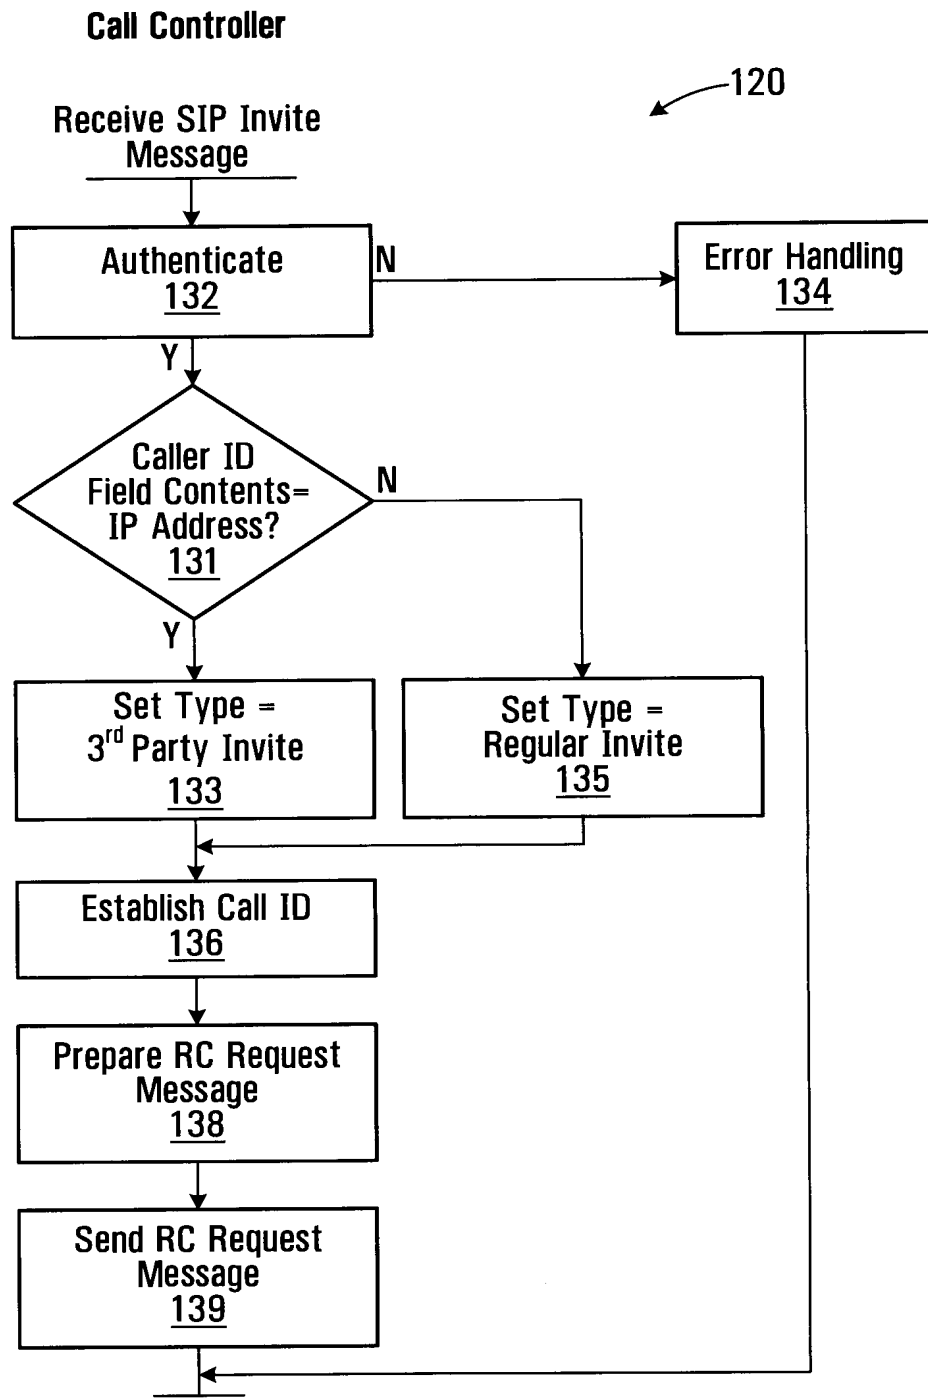 Call Controller
120
Receive SIP Invite
Message
Authenticate
132
N
Error Handling
134
Y
Caller ID
Field Contents=
IP Address?
131
N
Y
Set Type =
3rd Party Invite
133
Set Type =
Regular Invite
135
Establish Call ID
136
Prepare RC Request
Message
138
Send RC Request
Message
139